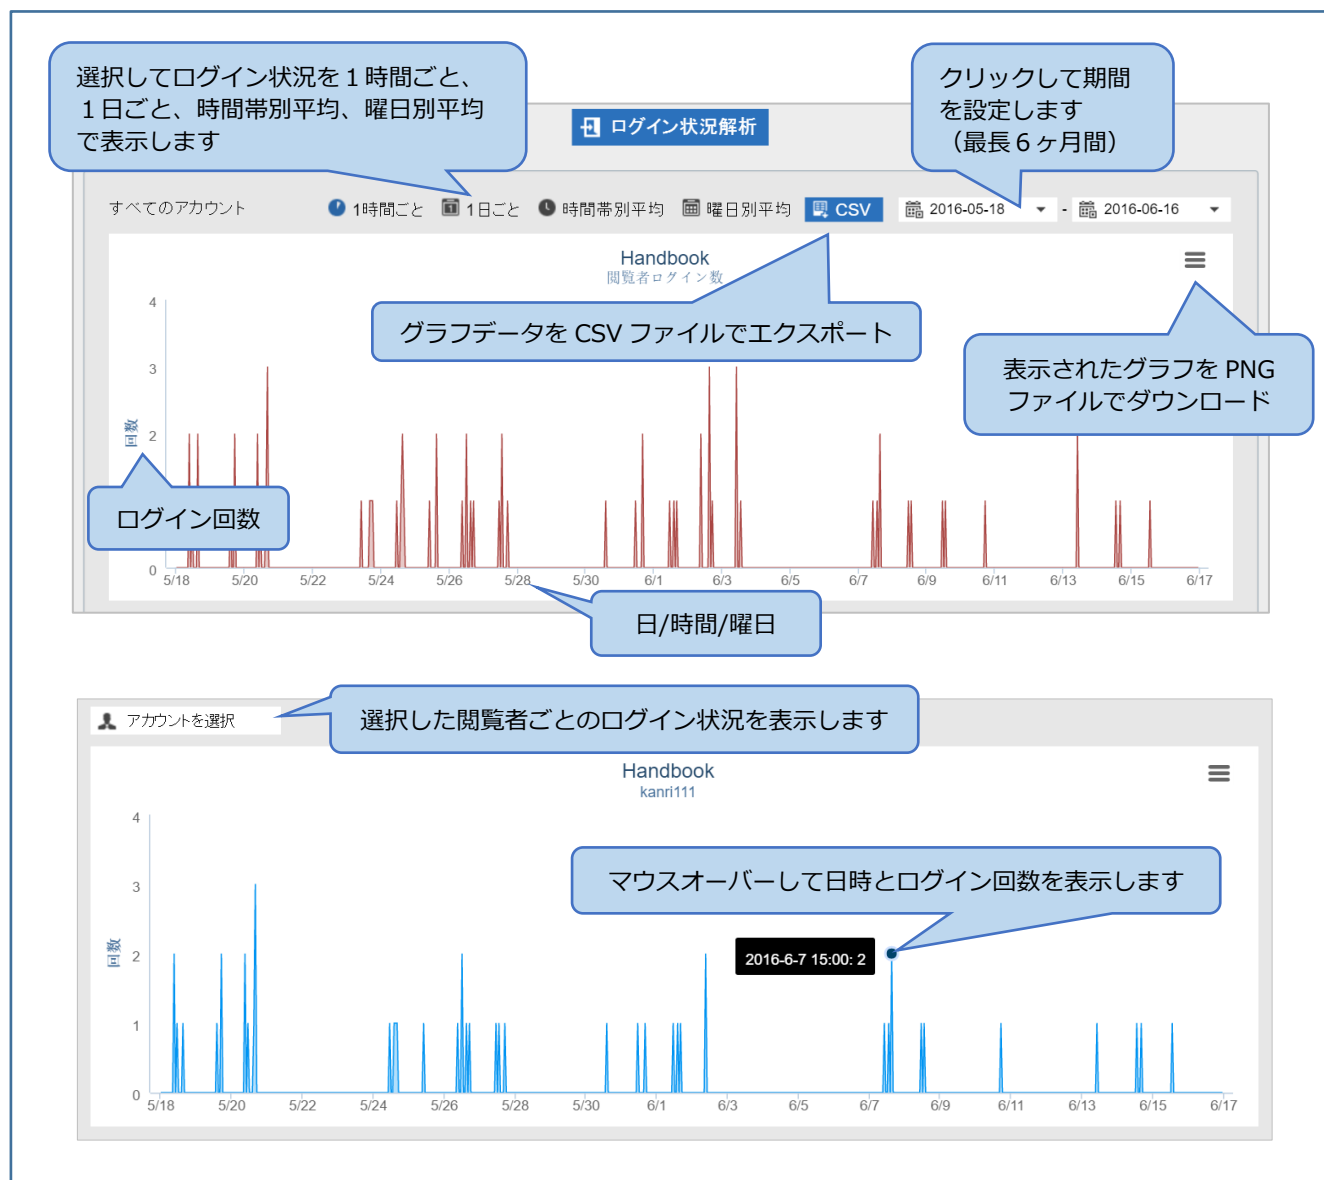 選択してログイン状況を１時間ごと、
１日ごと、時間帯別平均、曜日別平均
で表示します
クリックして期間
を設定します
（最長６ヶ月間）
ログイン状況解析
すべてのアカウント
1時間ごと
1日ごと
時間帯別平均
曜日別平均
CSV
2016-05-18
-
2016-06-16
Handbook
閲覧者ログイン数
グラフデータを CSV ファイルでエクスポート
表示されたグラフを PNG
ファイルでダウンロード
4
3
2
0
回数
ログイン回数
5/18 5/20 5/22 5/24 5/26 5/28 5/30 6/1 6/3 6/5 6/7 6/9 6/11 6/13 6/15 6/17
日/時間/曜日
アカウントを選択
選択した閲覧者ごとのログイン状況を表示します
Handbook
kanri111
マウスオーバーして日時とログイン回数を表示します
2016-6-7 15:00: 2
4
3
2
1
0
回数
5/18 5/20 5/22 5/24 5/26 5/28 5/30 6/1 6/3 6/5 6/7 6/9 6/11 6/13 6/15 6/17